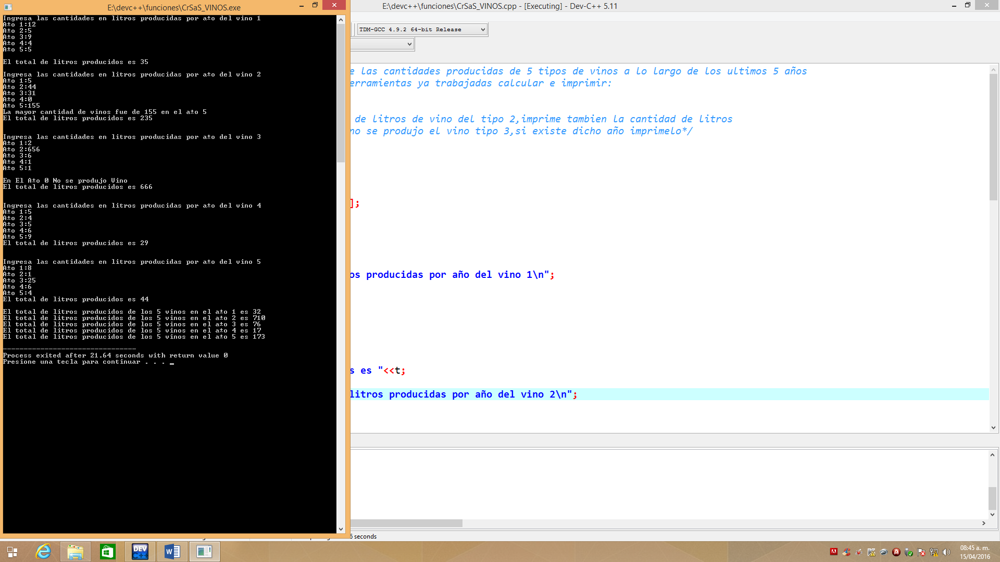 E:\devc++\funciones\CrSaS_VINOS.exe
Ingresa las cantidades en litros producidas por a±o del vino 1
A±o 1:12
A±o 2:5
A±o 3:9
A±o 4:4
A±o 5:5
El total de litros producidos es 35
Ingresa las cantidades en litros producidas por a±o del vino 2
A±o 1:5
A±o 2:44
A±o 3:31
A±o 4:0
A±o 5:155
La mayor cantidad de vinos fue de 155 en el a±o 5
El total de litros producidos es 235
Ingresa las cantidades en litros producidas por a±o del vino 3
A±o 1:2
A±o 2:656
A±o 3:6
A±o 4:1
A±o 5:1
En El A±o 0 No se produjo Vino
El total de litros producidos es 666
Ingresa las cantidades en litros producidas por a±o del vino 4
A±o 1:5
A±o 2:4
A±o 3:5
A±o 4:6
A±o 5:9
El total de litros producidos es 29
Ingresa las cantidades en litros producidas por a±o del vino 5
A±o 1:8
A±o 2:1
A±o 3:25
A±o 4:6
A±o 5:4
El total de litros producidos es 44
El total de litros producidos de los 5 vinos en el a±o 1 es 32
El total de litros producidos de los 5 vinos en el a±o 2 es 710
El total de litros producidos de los 5 vinos en el a±o 3 es 76
El total de litros producidos de los 5 vinos en el a±o 4 es 17
El total de litros producidos de los 5 vinos en el a±o 5 es 173
--------------------------------
Process exited after 21.64 seconds with return value 0
Presione una tecla para continuar . . . _
E:\devc++\funciones\CrSaS_VINOS.cpp - [Executing] - Dev-C++ 5.11
TDM-GCC 4.9.2 64-bit Release
e las cantidades producidas de 5 tipos de vinos a lo largo de los ultimos 5 años
erramientas ya trabajadas calcular e imprimir:
de litros de vino del tipo 2,imprime tambien la cantidad de litros
no se produjo el vino tipo 3,si existe dicho año imprimelo*/
];
os producidas por año del vino 1\n";
s es "<<t;
litros producidas por año del vino 2\n";
seconds
DEV C++
W
08:45 a. m.
15/04/2016